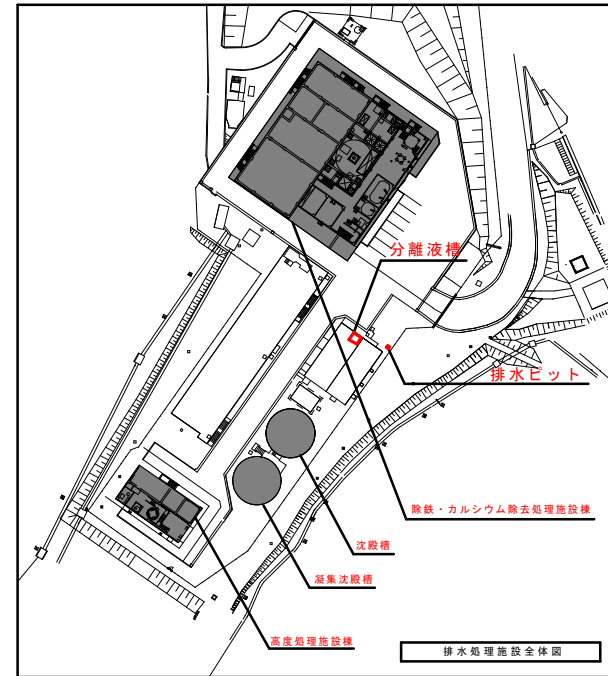 分離液槽
排水ピット
除鉄・カルシウム除去処理施設棟
沈殿槽
凝集沈殿槽
高度処理施設棟
排水処理施設全体図